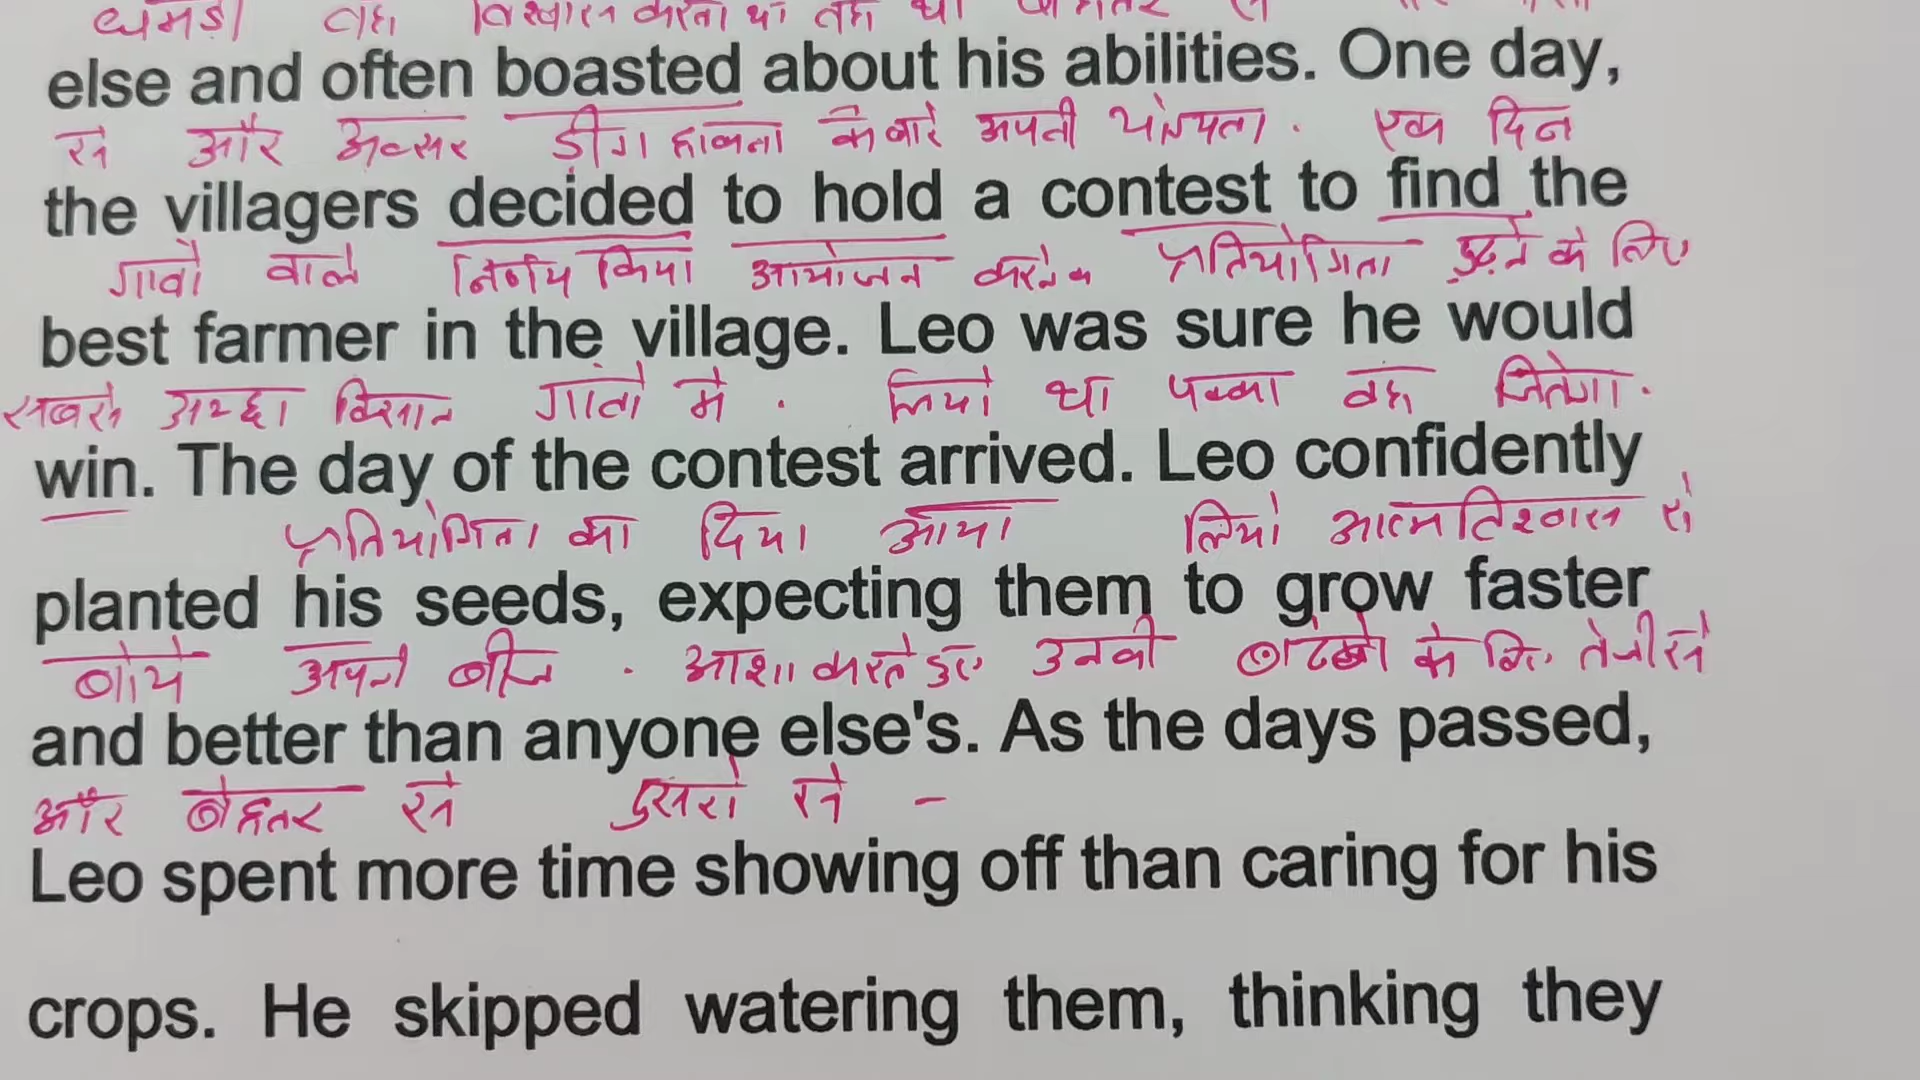 घमंडी वह विश्वास करता था वह था
else and often boasted about his abilities. One day,
से और अक्सर डींग हाकता के बारे अपनी योग्यता. एक दिन
the villagers decided to hold a contest to find the
गावो वाले निर्णय किया आयोजन करने क प्रतियोगिता ढुढ़ने के लिए
best farmer in the village. Leo was sure he would
सबसे अच्छा किसान गांवो मे. लियो था पक्का वह जितेगा.
win. The day of the contest arrived. Leo confidently
प्रतियोगिता का दिया आया लियो आत्मविश्वास से
planted his seeds, expecting them to grow faster
बोये अपने बीज. आशा करते हुए उनकी के लिए तेजी से
and better than anyone else's. As the days passed,
और बेहतर से दुसरो से -
Leo spent more time showing off than caring for his
crops. He skipped watering them, thinking they